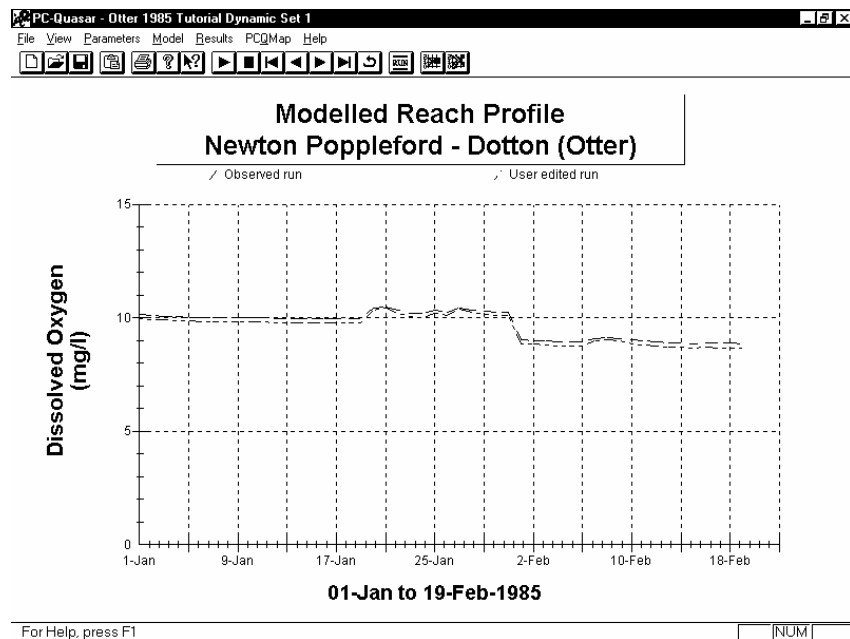 PC-Quasar - Otter 1985 Tutorial Dynamic Set 1
File View Parameters Model Results PCQMap Help
RUN
Modelled Reach Profile
Newton Poppleford - Dotton (Otter)
Observed run User edited run
15
10
5
0
Dissolved Oxygen
(mg/l)
1-Jan 9-Jan 17-Jan 25-Jan 2-Feb 10-Feb 18-Feb
01-Jan to 19-Feb-1985
For Help, press F1 NUM